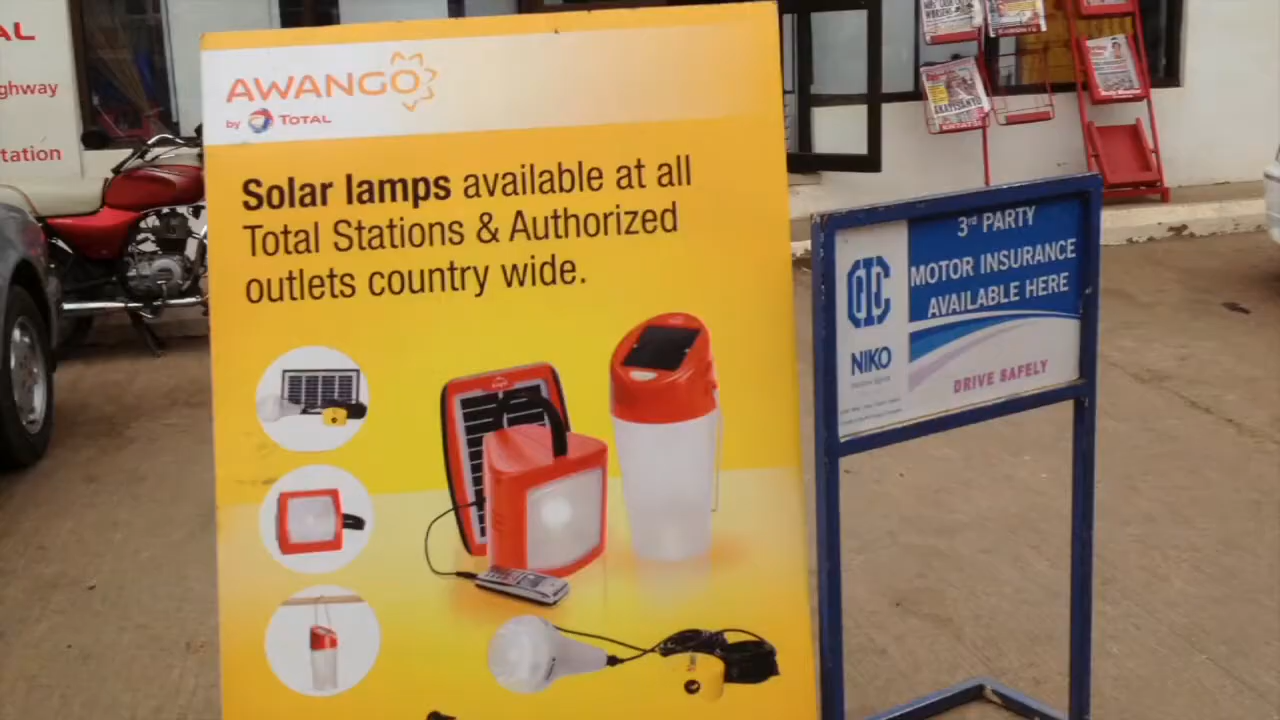 AL
ghway
tation
AWANGO
by TOTAL
Solar lamps available at all
Total Stations & Authorized
outlets country wide.
3rd PARTY
MOTOR INSURANCE
AVAILABLE HERE
NIKO
DRIVE SAFELY